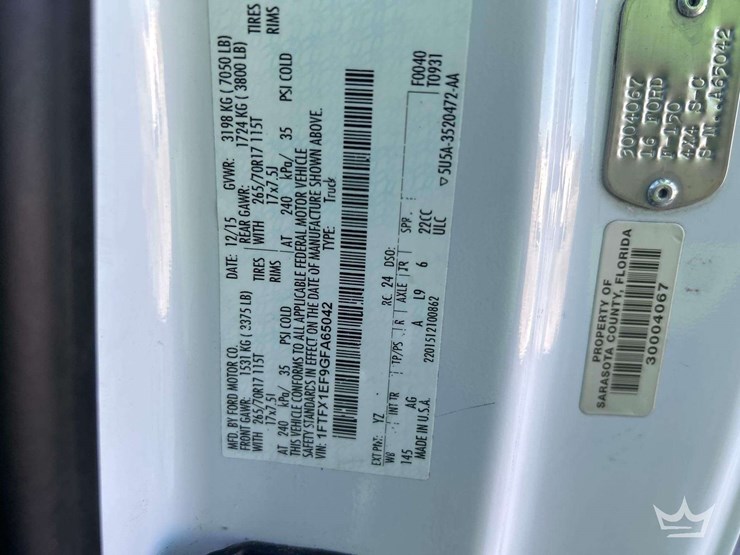 MFD. BY FORD MOTOR CO.
DATE: 12/15 GVWR: 3198 KG ( 7050 LB)
FRONT GAWR: 1531 KG ( 3375 LB) REAR GAWR: 1724 KG ( 3800 LB)
WITH 265/70R17 115T TIRES WITH 265/70R17 115T TIRES
17x7.5J RIMS 17x7.5J RIMS
AT 240 kPa/ 35 PSI COLD AT 240 kPa/ 35 PSI COLD
THIS VEHICLE CONFORMS TO ALL APPLICABLE FEDERAL MOTOR VEHICLE
SAFETY STANDARDS IN EFFECT ON THE DATE OF MANUFACTURE SHOWN ABOVE.
VIN: 1FTFX1EF9GFA65042
TYPE: Truck
F0040
T0931
EXT PNT: YZ RC: 24 DSO:
WB INT TR TP/PS R AXLE TR SPR
145 AG A L9 6 22CC
ULC
MADE IN U.S.A. 2201512100862
5U5A-3520472-AA
2004067
16 FORD
F-150
4X4 S-C
S N..A65042
PROPERTY OF
SARASOTA COUNTY, FLORIDA
30004067